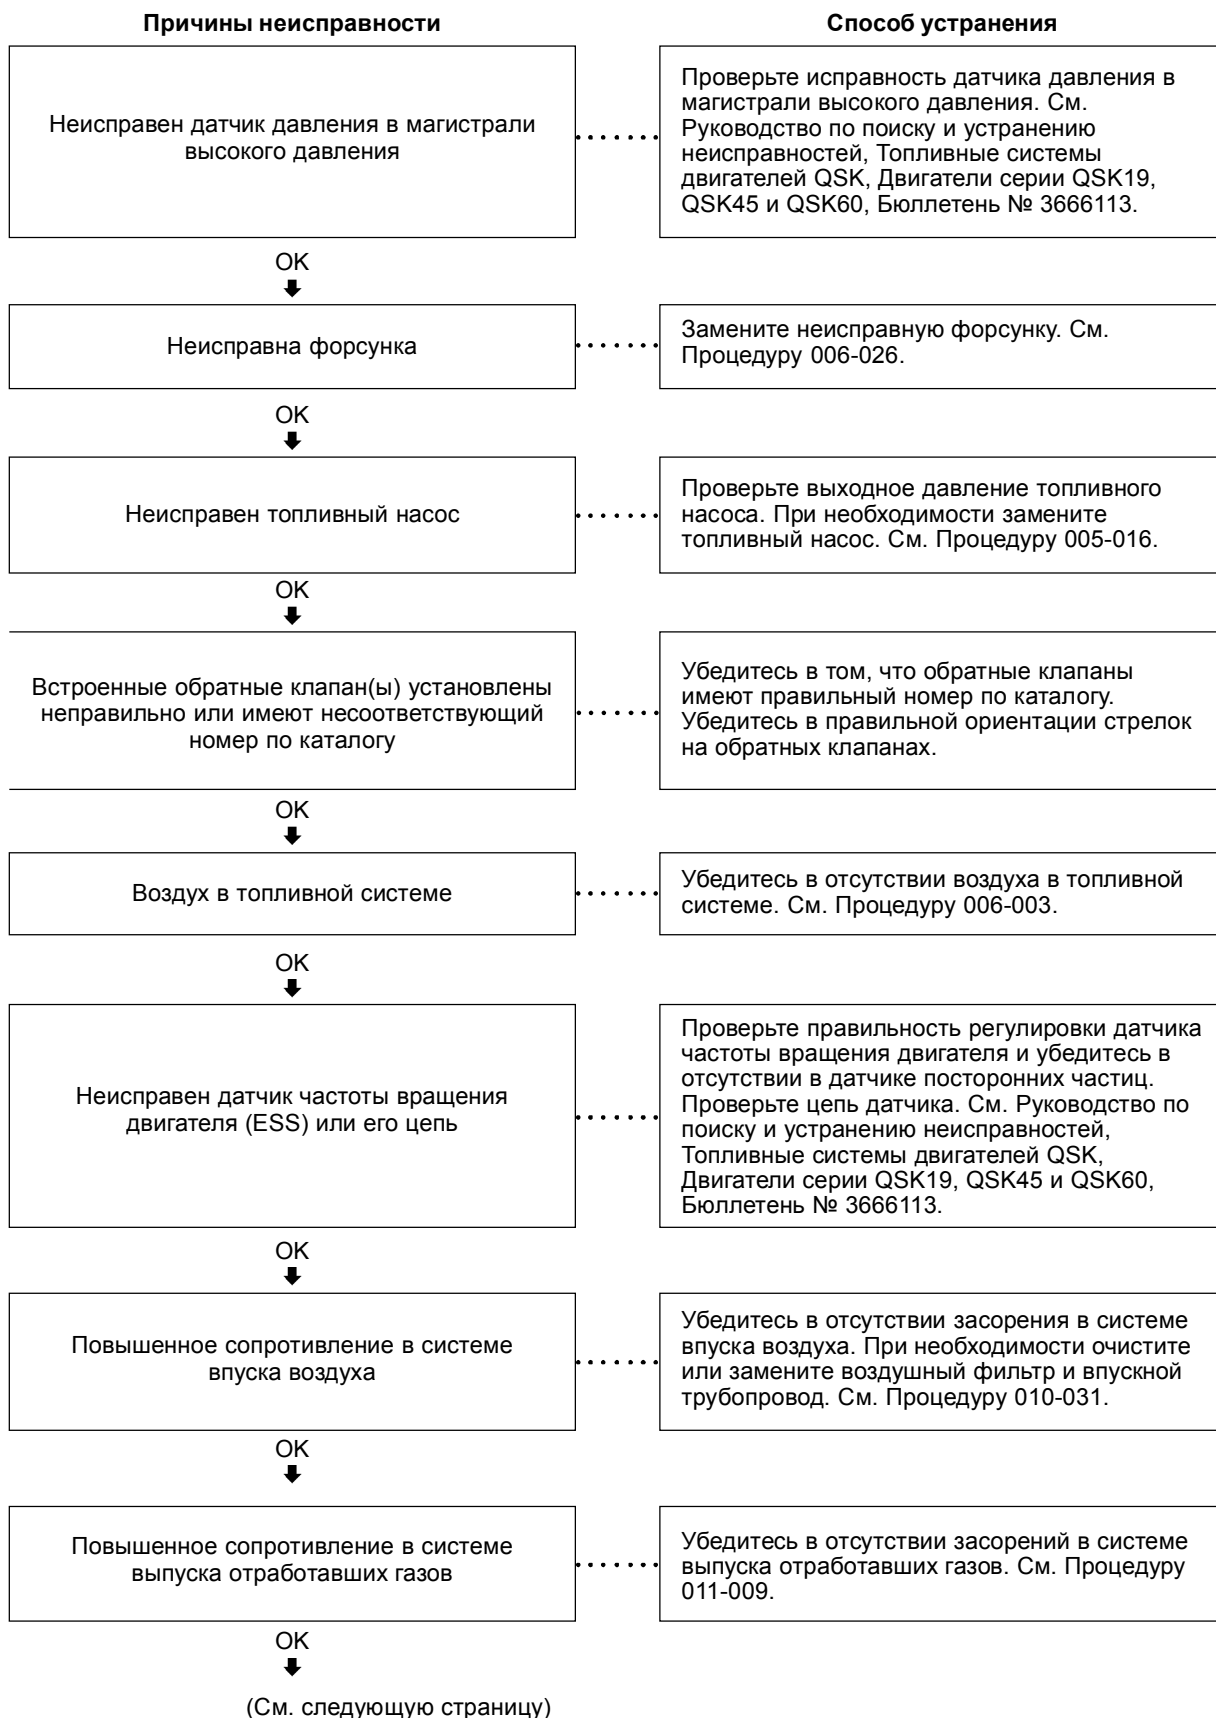 Причины неисправности
Способ устранения
Неисправен датчик давления в магистрали
высокого давления
Проверьте исправность датчика давления в
магистрали высокого давления. См.
Руководство по поиску и устранению
неисправностей, Топливные системы
двигателей QSK, Двигатели серии QSK19,
QSK45 и QSK60, Бюллетень № 3666113.
OK
Неисправна форсунка
Замените неисправную форсунку. См.
Процедуру 006-026.
OK
Неисправен топливный насос
Проверьте выходное давление топливного
насоса. При необходимости замените
топливный насос. См. Процедуру 005-016.
OK
Встроенные обратные клапан(ы) установлены
неправильно или имеют несоответствующий
номер по каталогу
Убедитесь в том, что обратные клапаны
имеют правильный номер по каталогу.
Убедитесь в правильной ориентации стрелок
на обратных клапанах.
OK
Воздух в топливной системе
Убедитесь в отсутствии воздуха в топливной
системе. См. Процедуру 006-003.
OK
Неисправен датчик частоты вращения
двигателя (ESS) или его цепь
Проверьте правильность регулировки датчика
частоты вращения двигателя и убедитесь в
отсутствии в датчике посторонних частиц.
Проверьте цепь датчика. См. Руководство по
поиску и устранению неисправностей,
Топливные системы двигателей QSK,
Двигатели серии QSK19, QSK45 и QSK60,
Бюллетень № 3666113.
OK
Повышенное сопротивление в системе
впуска воздуха
Убедитесь в отсутствии засорения в системе
впуска воздуха. При необходимости очистите
или замените воздушный фильтр и впускной
трубопровод. См. Процедуру 010-031.
OK
Повышенное сопротивление в системе
выпуска отработавших газов
Убедитесь в отсутствии засорений в системе
выпуска отработавших газов. См. Процедуру
011-009.
OK
(См. следующую страницу)